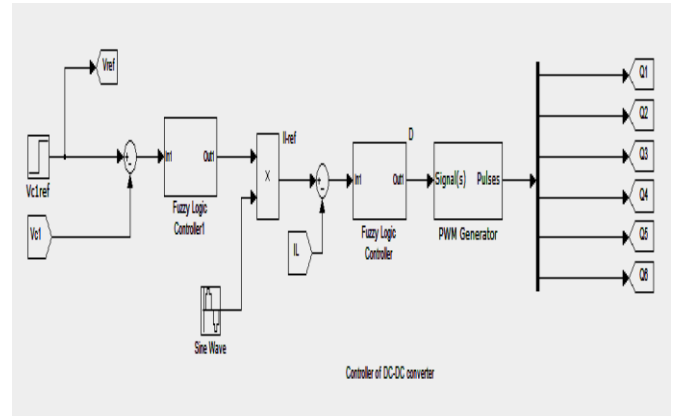 Vref
Vc1ref
Vc1
In1 Out1
Fuzzy Logic
Controller1
Sine Wave
X
Il-ref
IL
In1 Out1
Fuzzy Logic
Controller
D
Signal(s) Pulses
PWM Generator
Q1
Q2
Q3
Q4
Q5
Q6
Controller of DC-DC converter